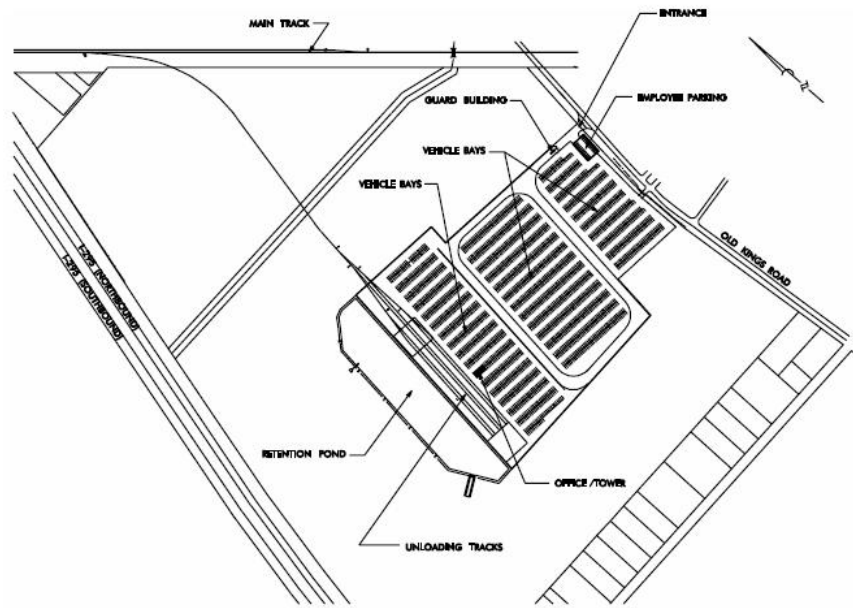 ENTRANCE
MAIN TRACK
EMPLOYEE PARKING
GUARD BUILDING
VEHICLE BAYS
VEHICLE BAYS
OLD KINGS ROAD
I-295 (NORTHBOUND)
I-295 (SOUTHBOUND)
RETENTION POND
OFFICE/TOWER
UNLOADING TRACKS
N